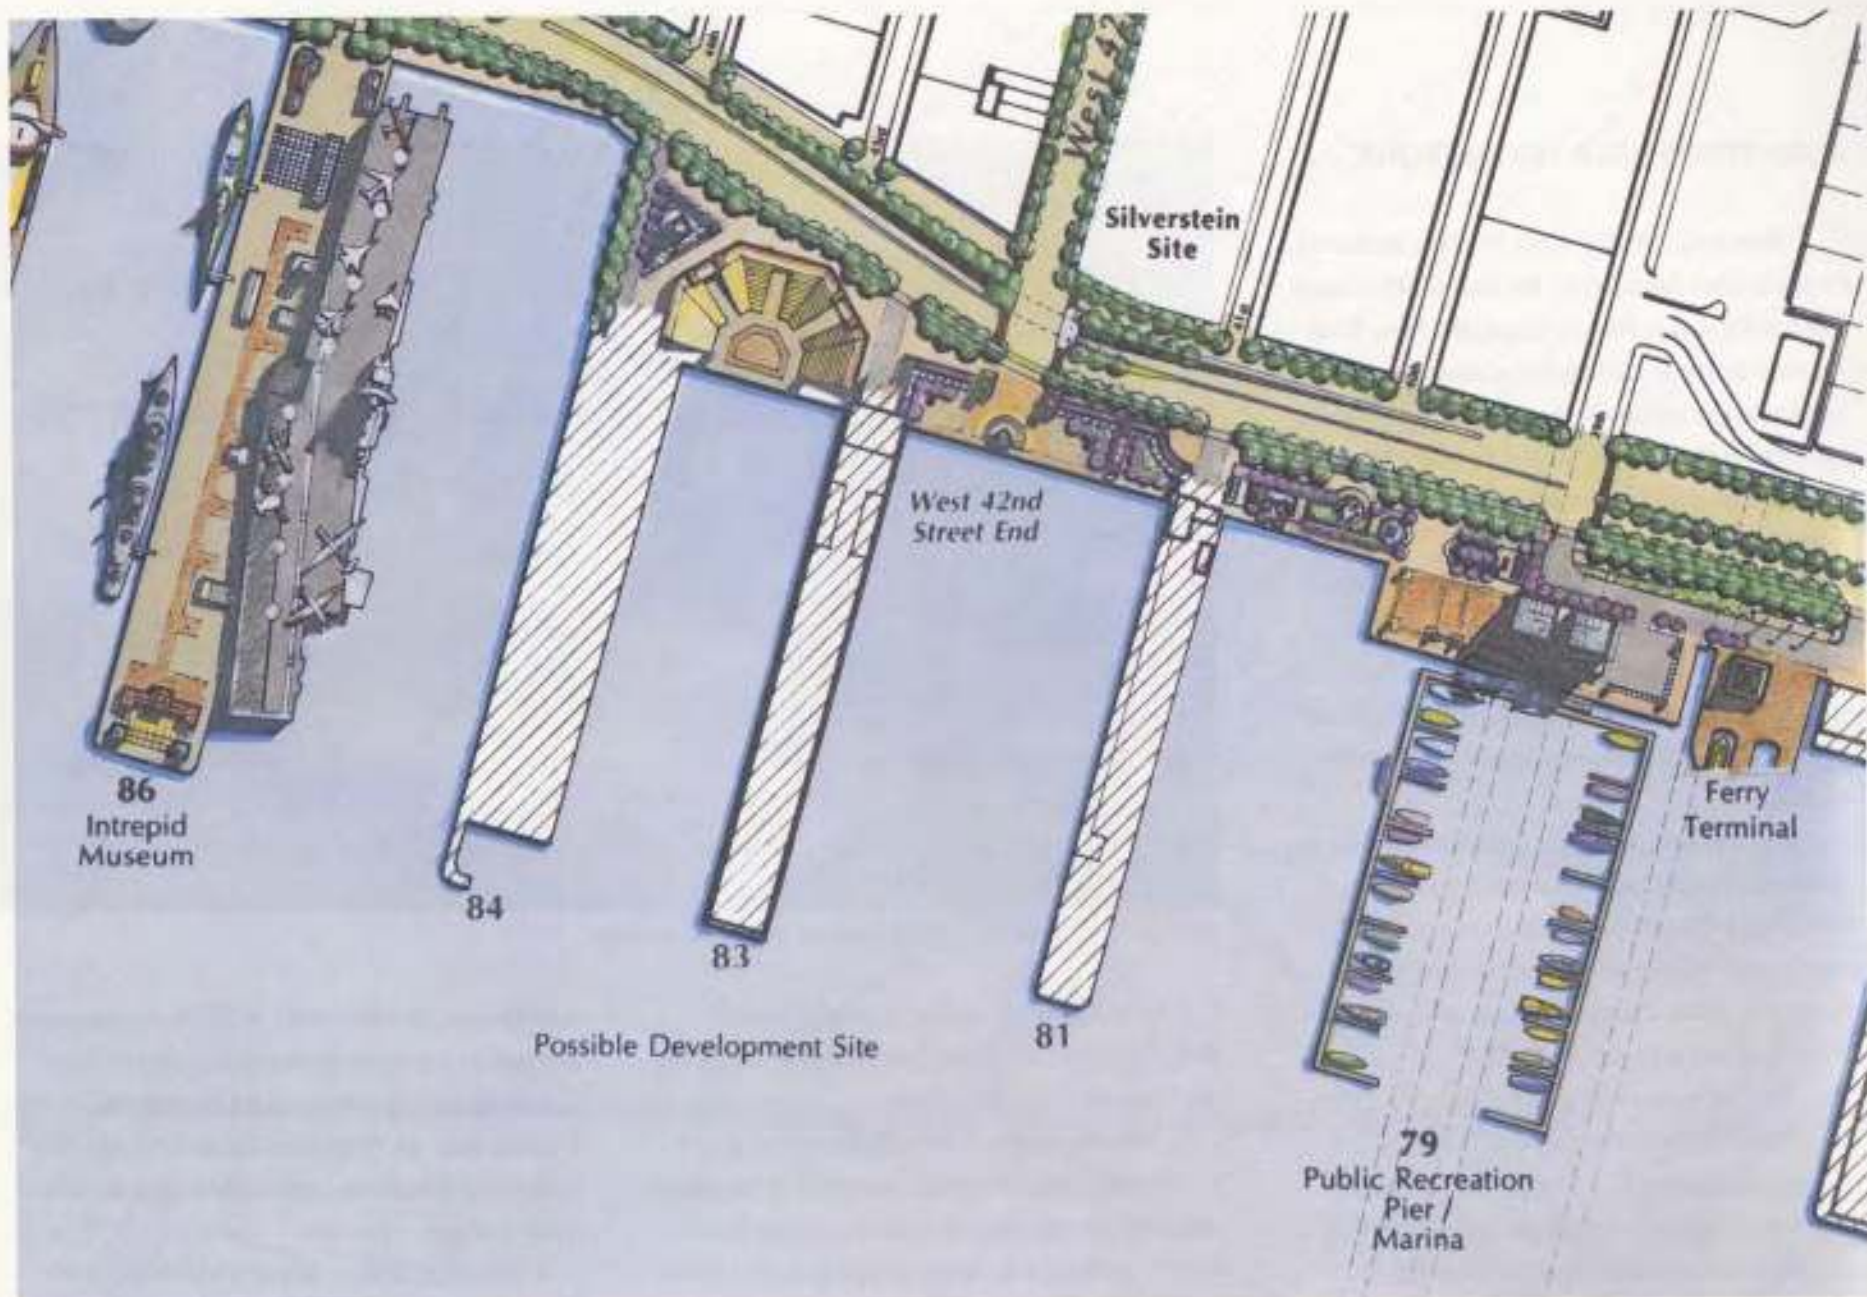 West 42
Silverstein
Site
West 42nd
Street End
86
Intrepid
Museum
84
83
Possible Development Site
81
79
Public Recreation
Pier /
Marina
Ferry
Terminal